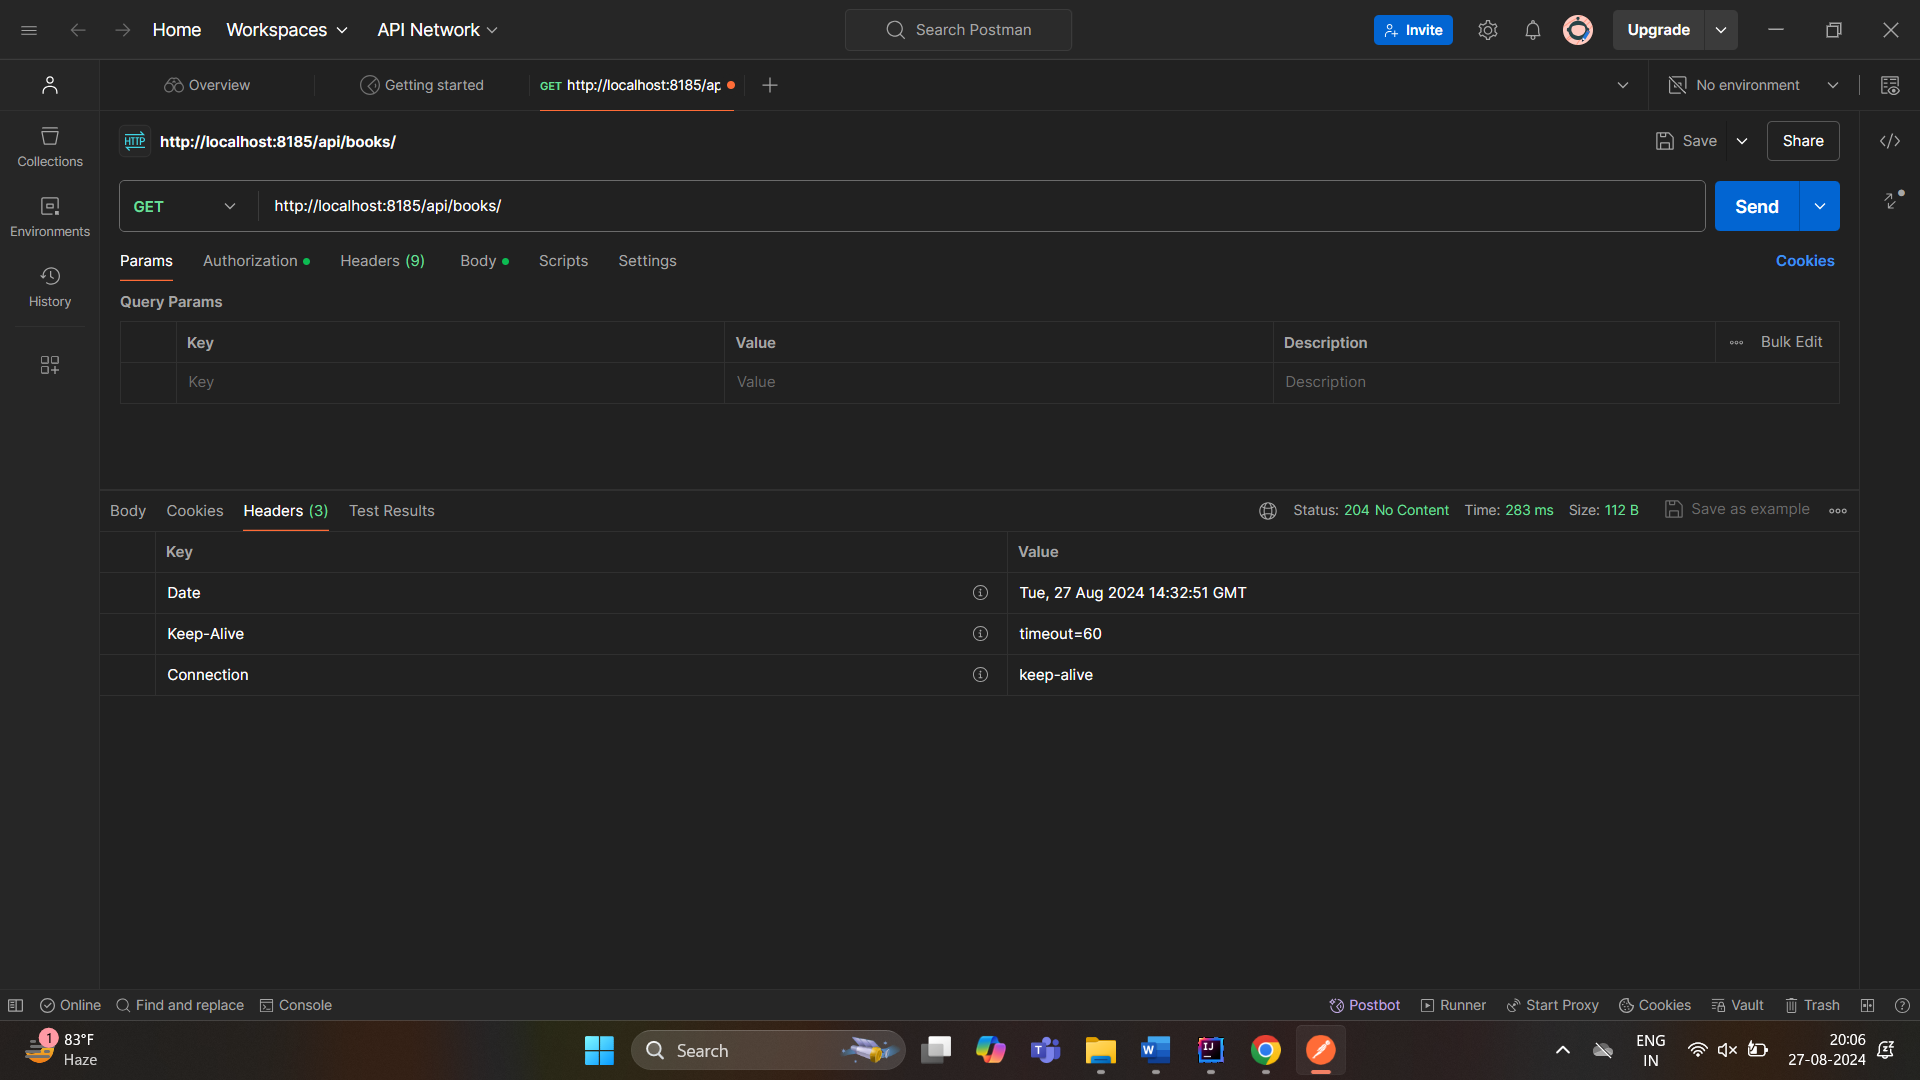 Home Workspaces API Network Search Postman Invite Upgrade
Overview Getting started GET http://localhost:8185/ap No environment
HTTP http://localhost:8185/api/books/ Save Share
Collections
GET http://localhost:8185/api/books/ Send
Environments
Params Authorization Headers (9) Body Scripts Settings Cookies
History
Query Params
Key Value Description Bulk Edit
Key Value Description
Body Cookies Headers (3) Test Results Status: 204 No Content Time: 283 ms Size: 112 B Save as example
Key Value
Date Tue, 27 Aug 2024 14:32:51 GMT
Keep-Alive timeout=60
Connection keep-alive
Online Find and replace Console Postbot Runner Start Proxy Cookies Vault Trash
1 83°F
Haze
Search
ENG
IN
20:06
27-08-2024